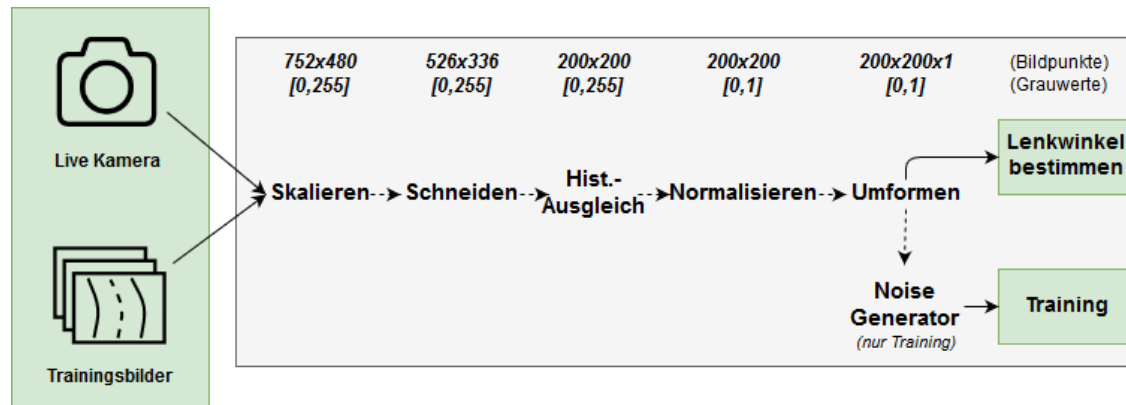 752x480
[0,255]
526x336
[0,255]
200x200
[0,255]
200x200
[0,1]
200x200x1
[0,1]
(Bildpunkte)
(Grauwerte)
Live Kamera
Trainingsbilder
Skalieren
Schneiden
Hist.-
Ausgleich
Normalisieren
Umformen
Lenkwinkel
bestimmen
Noise
Generator
(nur Training)
Training